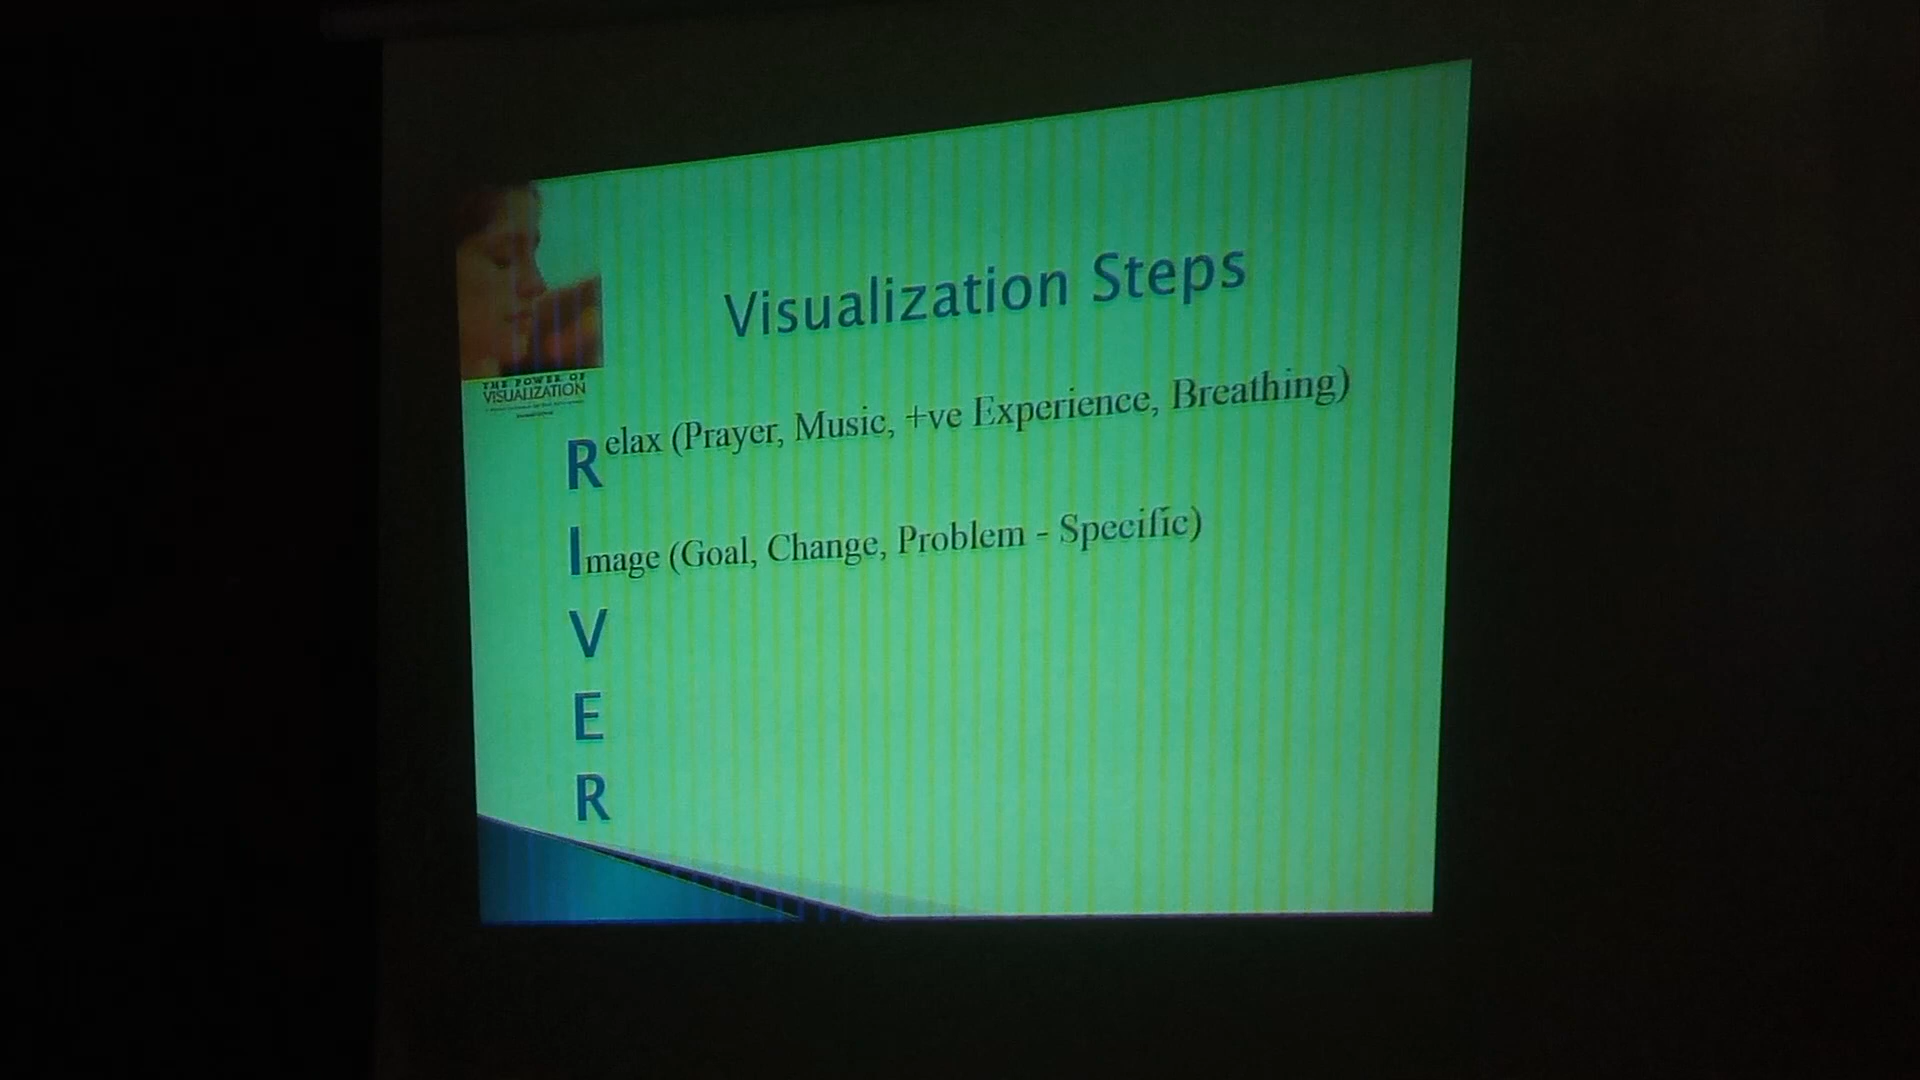 Visualization Steps
THE POWER OF
VISUALIZATION
Relax (Prayer, Music, +ve Experience, Breathing)
Image (Goal, Change, Problem - Specific)
V
E
R